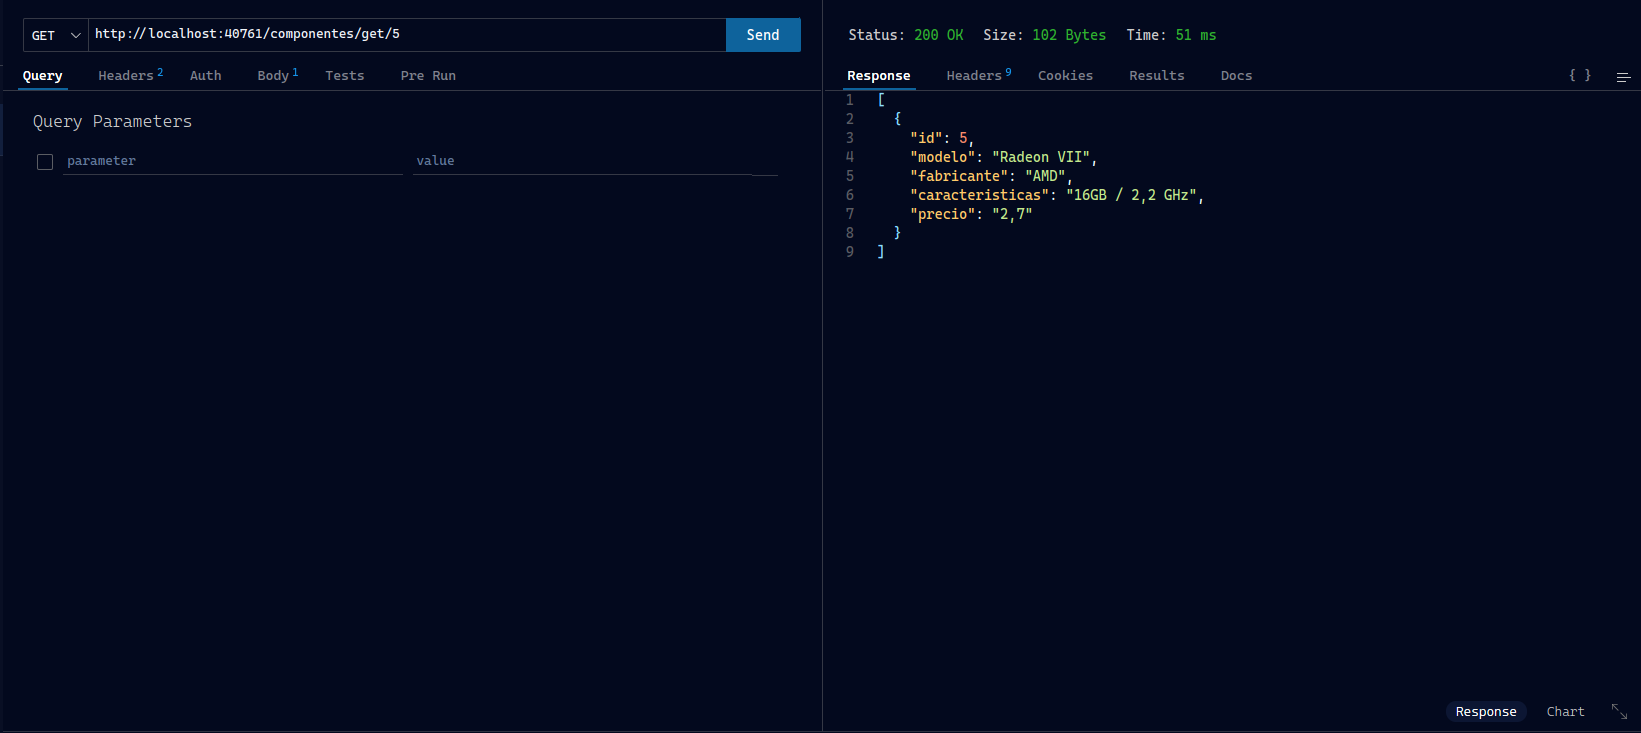 GET http://localhost:40761/componentes/get/5 Send
Query Headers 2 Auth Body 1 Tests Pre Run
Query Parameters
parameter value
Status: 200 OK Size: 102 Bytes Time: 51 ms
Response Headers 9 Cookies Results Docs { }
1 [
2 {
3 "id": 5,
4 "modelo": "Radeon VII",
5 "fabricante": "AMD",
6 "caracteristicas": "16GB / 2,2 GHz",
7 "precio": "2,7"
8 }
9 ]
Response Chart